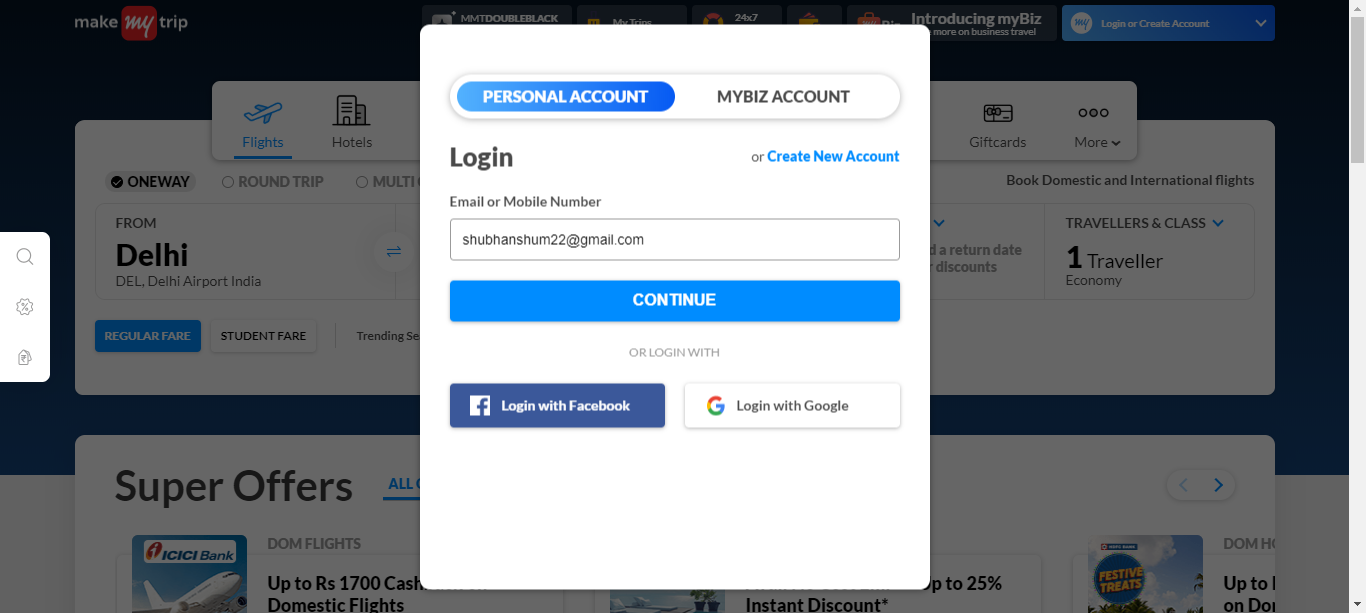 make my trip
MMTDOUBLEBLACK
My Trips
24x7
Introducing myBiz
more on business travel
my Login or Create Account
PERSONAL ACCOUNT
MYBIZ ACCOUNT
Flights
Hotels
Giftcards
More
Login
or Create New Account
ONEWAY
ROUND TRIP
MULTI
Book Domestic and International flights
Email or Mobile Number
shubhanshum22@gmail.com
FROM
Delhi
DEL, Delhi Airport India
a return date
discounts
TRAVELLERS & CLASS
1 Traveller
Economy
CONTINUE
REGULAR FARE
STUDENT FARE
Trending Se
OR LOGIN WITH
Login with Facebook
Login with Google
Super Offers
ALL
ICICI Bank
DOM FLIGHTS
Up to Rs 1700 Cash
Domestic Flights
p to 25%
Instant Discount*
HDFC BANK
FESTIVE
TREATS
DOM HO
Up to
on Dom